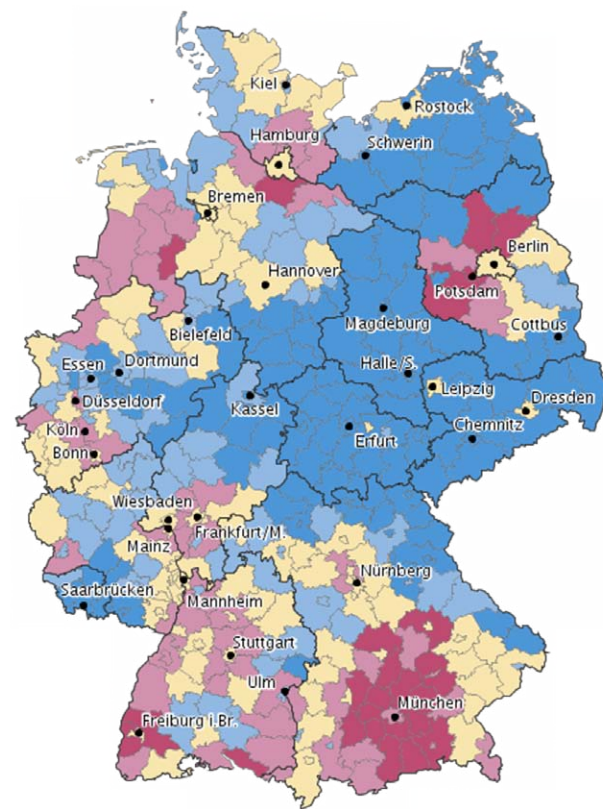 Kiel
Rostock
Hamburg
Schwerin
Bremen
Berlin
Hannover
Potsdam
Bielefeld
Magdeburg
Cottbus
Essen
Dortmund
Halle/S.
Leipzig
Düsseldorf
Kassel
Dresden
Köln
Erfurt
Chemnitz
Bonn
Wiesbaden
Frankfurt/M.
Mainz
Nürnberg
Saarbrücken
Mannheim
Stuttgart
Ulm
München
Freiburg i.Br.